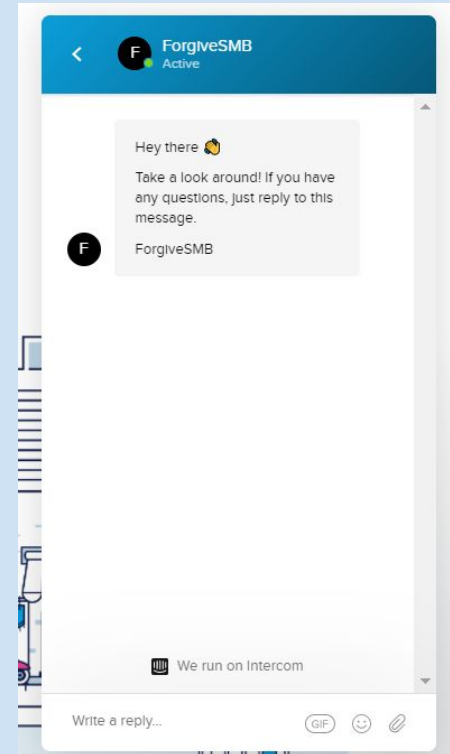 F
ForgiveSMB
Active
Hey there 👋
Take a look around! If you have
any questions, just reply to this
message.
F
ForgiveSMB
We run on Intercom
Write a reply...
GIF